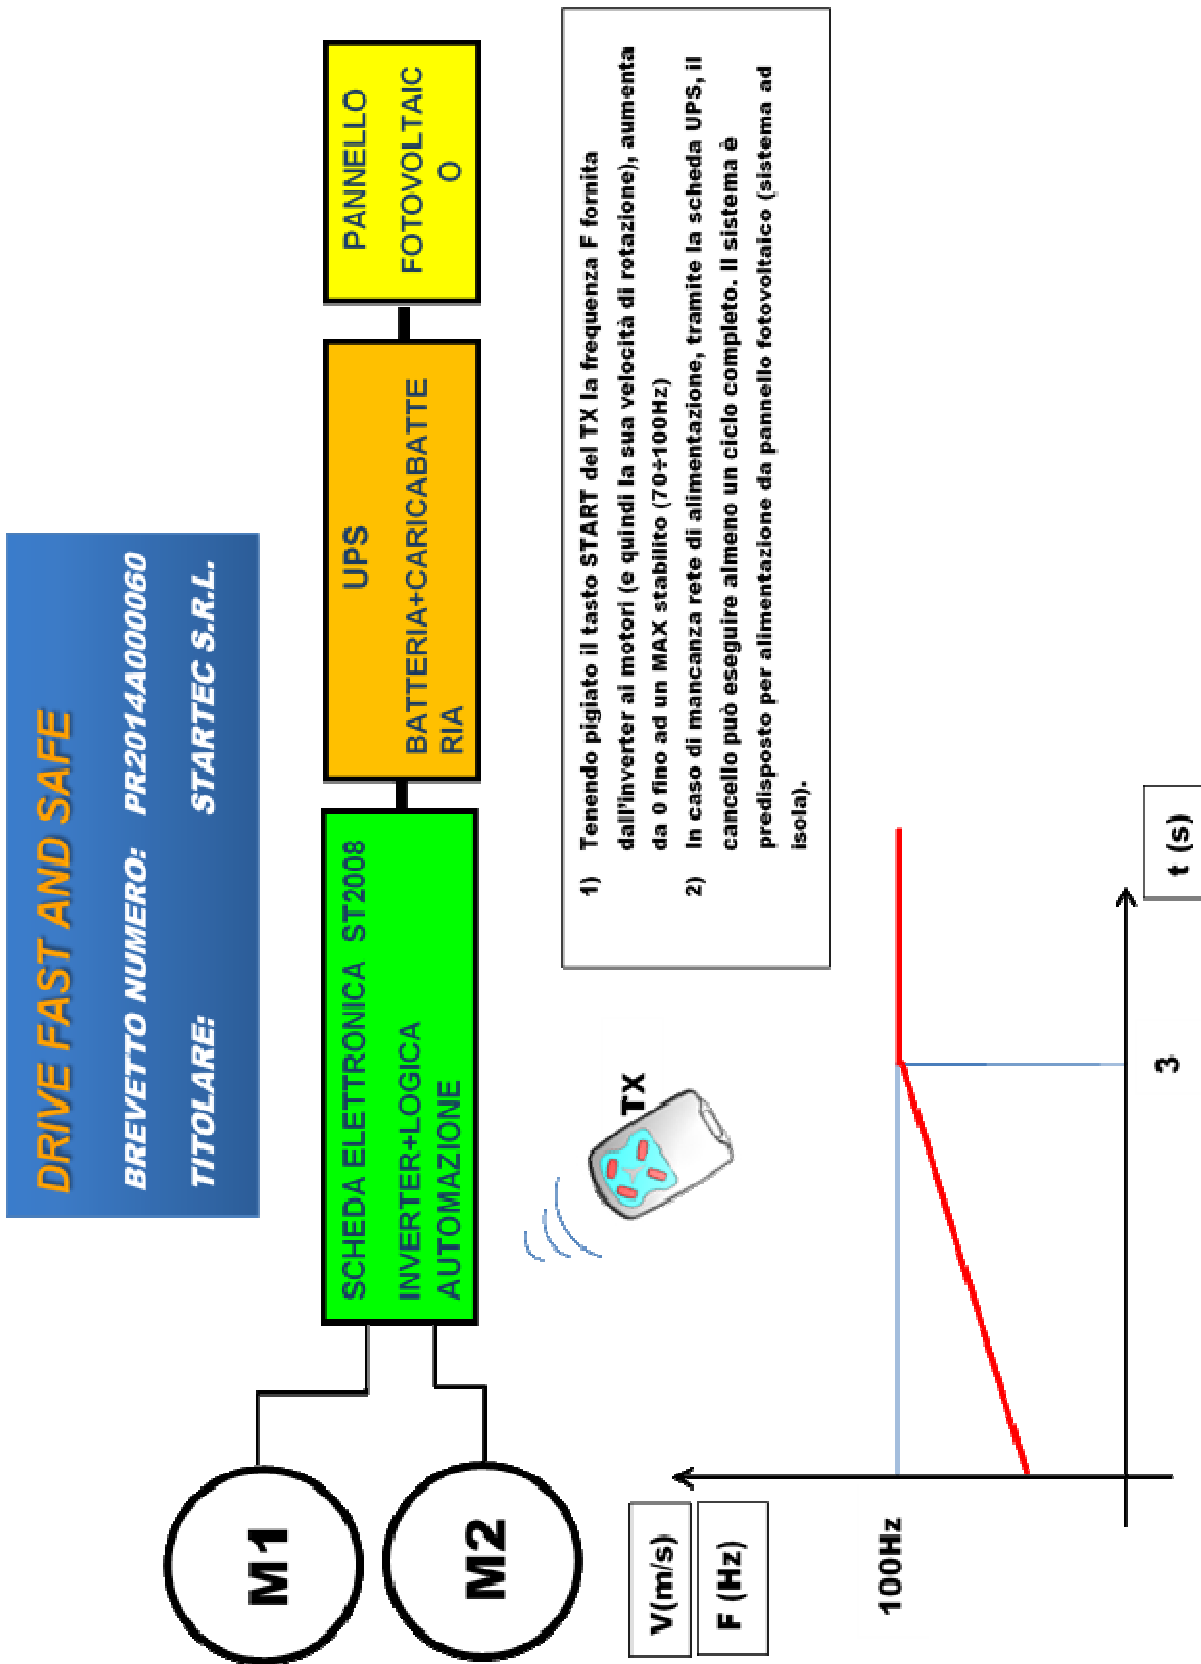 DRIVE FAST AND SAFE
BREVETTO NUMERO: PR2014A000060
TITOLARE: STARTEC S.R.L.
M1
M2
SCHEDA ELETTRONICA ST2008
INVERTER+LOGICA
AUTOMAZIONE
UPS
BATTERIA+CARICABATTE
RIA
PANNELLO
FOTOVOLTAIC
O
TX
1) Tenendo pigiato il tasto START del TX la frequenza F fornita
dall'inverter ai motori (e quindi la sua velocità di rotazione), aumenta
da 0 fino ad un MAX stabilito (70÷100Hz)
2) In caso di mancanza rete di alimentazione, tramite la scheda UPS, il
cancello può eseguire almeno un ciclo completo. Il sistema è
predisposto per alimentazione da pannello fotovoltaico (sistema ad
isola).
V(m/s)
F (Hz)
100Hz
3
t (s)